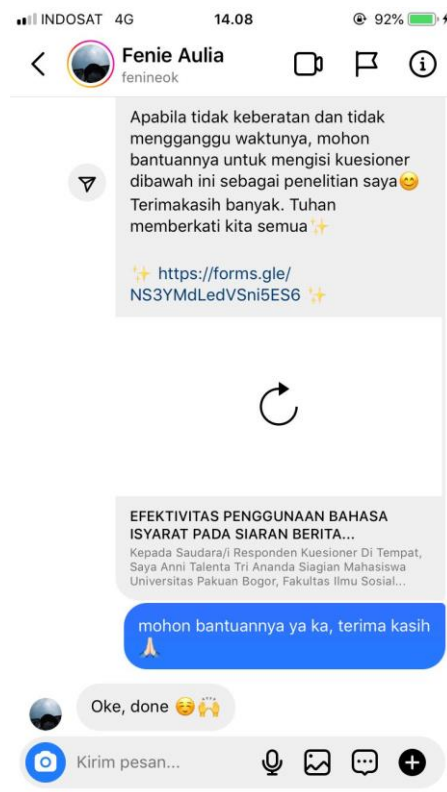 INDOSAT 4G 14.08 92%
Fenie Aulia
fenineok
Apabila tidak keberatan dan tidak
mengganggu waktunya, mohon
bantuannya untuk mengisi kuesioner
dibawah ini sebagai penelitian saya😊
Terimakasih banyak. Tuhan
memberkati kita semua✨
✨ https://forms.gle/
NS3YMdLedVSni5ES6 ✨
EFEKTIVITAS PENGGUNAAN BAHASA
ISYARAT PADA SIARAN BERITA...
Kepada Saudara/i Responden Kuesioner Di Tempat,
Saya Anni Talenta Tri Ananda Siagian Mahasiswa
Universitas Pakuan Bogor, Fakultas Ilmu Sosial...
mohon bantuannya ya ka, terima kasih
🙏🏻
Oke, done ☺️🙌
Kirim pesan...